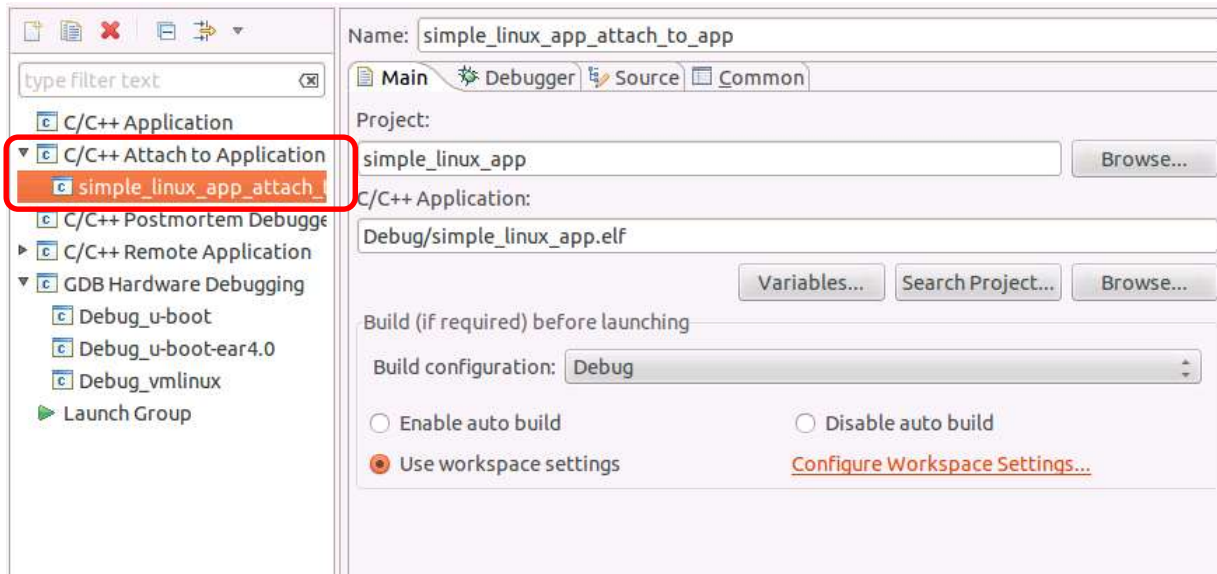 Name: simple_linux_app_attach_to_app
type filter text
Main Debugger Source Common
C/C++ Application
C/C++ Attach to Application
simple_linux_app_attach_
C/C++ Postmortem Debugge
C/C++ Remote Application
GDB Hardware Debugging
Debug_u-boot
Debug_u-boot-ear4.0
Debug_vmlinux
Launch Group
Project:
simple_linux_app Browse...
C/C++ Application:
Debug/simple_linux_app.elf
Variables... Search Project... Browse...
Build (if required) before launching
Build configuration: Debug
Enable auto build Disable auto build
Use workspace settings Configure Workspace Settings...